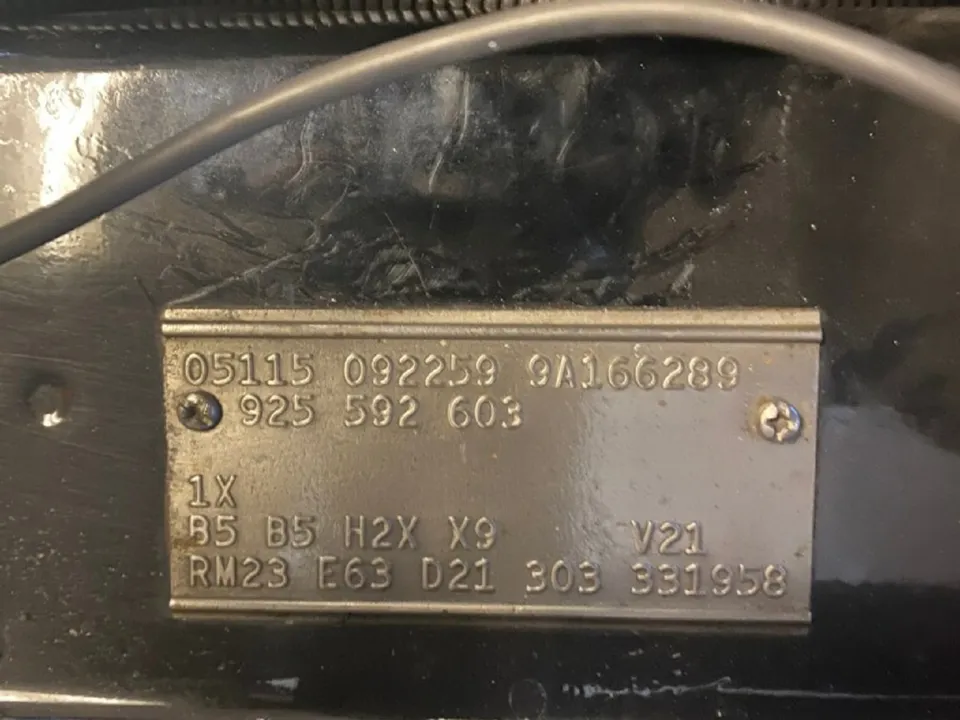 05115 092259 9A166289
925 592 603
1X
B5 B5 H2X X9 V21
RM23 E63 D21 303 331958